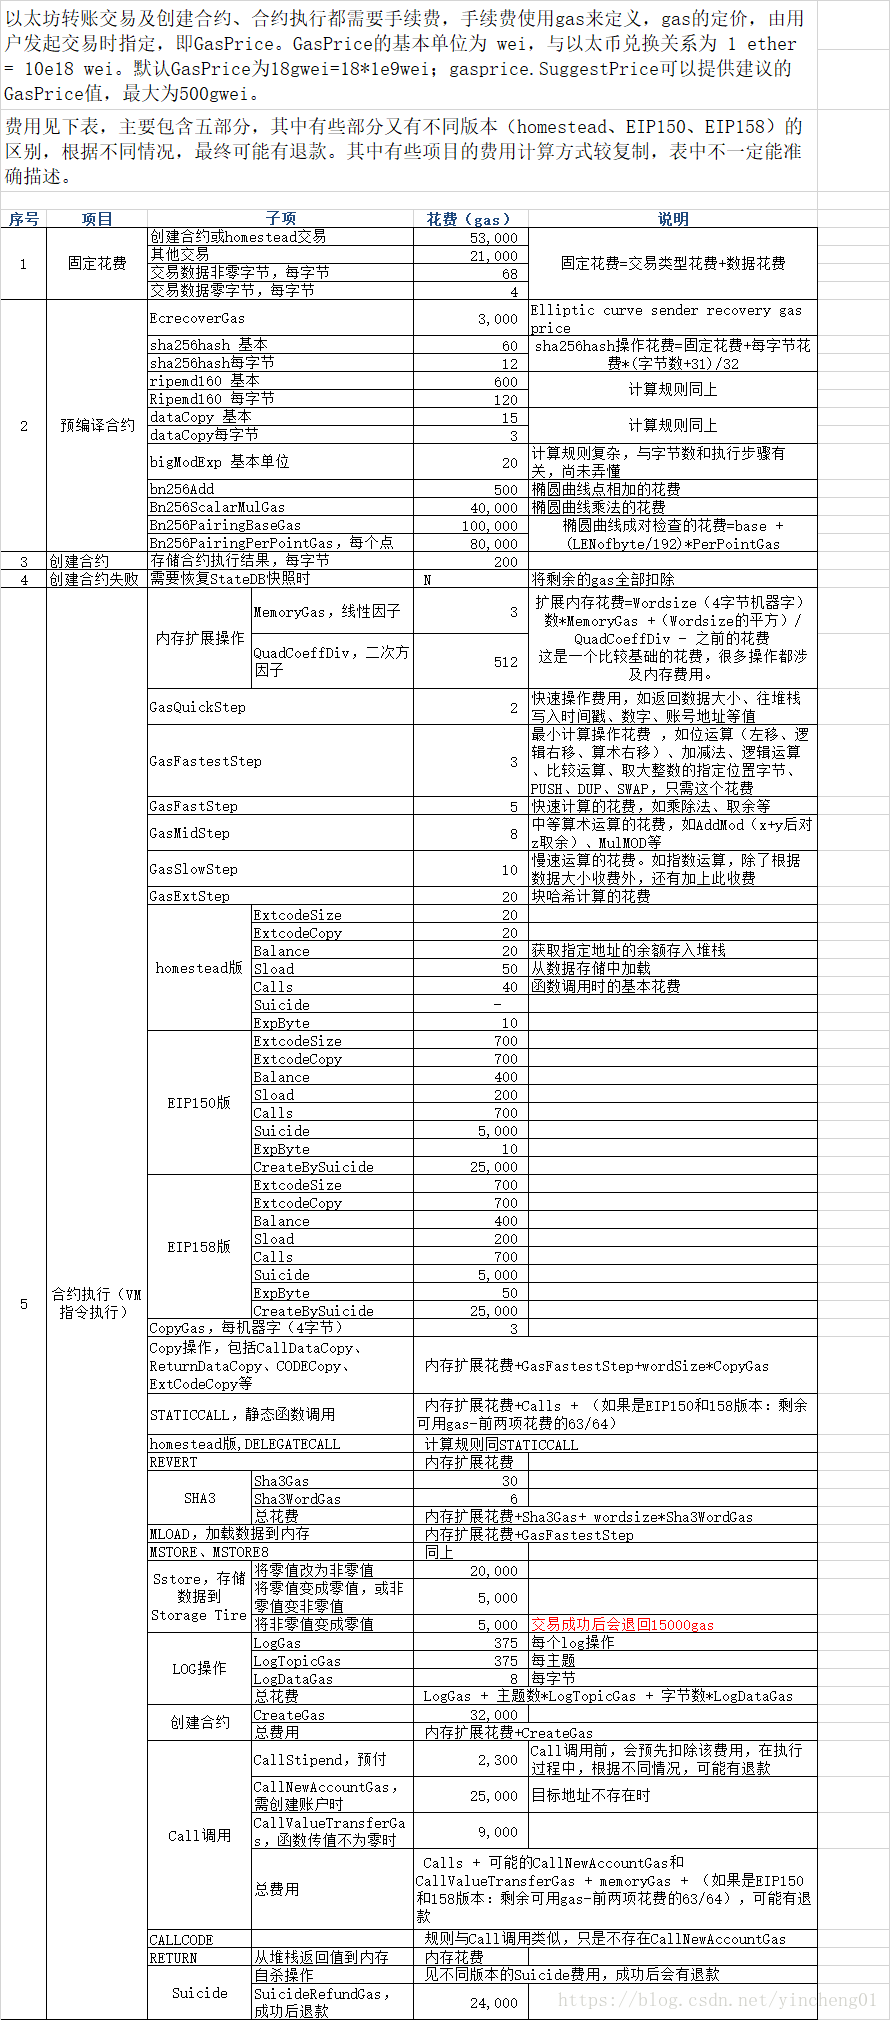 以太坊转账交易及创建合约、合约执行都需要手续费，手续费使用gas来定义，gas的定价，由用
户发起交易时指定，即GasPrice。GasPrice的基本单位为 wei，与以太币兑换关系为 1 ether
= 10e18 wei。默认GasPrice为18gwei=18*1e9wei；gasprice.SuggestPrice可以提供建议的
GasPrice值，最大为500gwei。
费用见下表，主要包含五部分，其中有些部分又有不同版本（homestead、EIP150、EIP158）的
区别，根据不同情况，最终可能有退款。其中有些项目的费用计算方式较复制，表中不一定能准
确描述。
序号 项目 子项 花费（gas） 说明
1 固定花费 创建合约或homestead交易 53,000 固定花费=交易类型花费+数据花费
其他交易 21,000
交易数据非零字节，每字节 68
交易数据零字节，每字节 4
2 预编译合约 EcrecoverGas 3,000 Elliptic curve sender recovery gas
price
sha256hash 基本 60 sha256hash操作花费=固定花费+每字节花
费*(字节数+31)/32
sha256hash每字节 12
ripemd160 基本 600 计算规则同上
Ripemd160 每字节 120
dataCopy 基本 15 计算规则同上
dataCopy每字节 3
bigModExp 基本单位 20 计算规则复杂，与字节数和执行步骤有
关，尚未弄懂
bn256Add 500 椭圆曲线点相加的花费
Bn256ScalarMulGas 40,000 椭圆曲线乘法的花费
Bn256PairingBaseGas 100,000 椭圆曲线成对检查的花费=base +
(LENofbyte/192)*PerPointGas
Bn256PairingPerPointGas，每个点 80,000
3 创建合约 存储合约执行结果，每字节 200
4 创建合约失败 需要恢复StateDB快照时 N 将剩余的gas全部扣除
5 合约执行（VM
指令执行）
内存扩展操作 MemoryGas，线性因子 3 扩展内存花费=Wordsize（4字节机器字）
数*MemoryGas +（Wordsize的平方）/
QuadCoeffDiv - 之前的花费
这是一个比较基础的花费，很多操作都涉
及内存费用。
QuadCoeffDiv，二次方
因子 512
GasQuickStep 2 快速操作费用，如返回数据大小、往堆栈
写入时间戳、数字、账号地址等值
GasFastestStep 3 最小计算操作花费 ，如位运算（左移、逻
辑右移、算术右移）、加减法、逻辑运算
、比较运算、取大整数的指定位置字节、
PUSH、DUP、SWAP，只需这个花费
GasFastStep 5 快速计算的花费，如乘除法、取余等
GasMidStep 8 中等算术运算的花费，如AddMod（x+y后对
z取余）、MulMOD等
GasSlowStep 10 慢速运算的花费。如指数运算，除了根据
数据大小收费外，还有加上此收费
GasExtStep 20 块哈希计算的花费
homestead版 ExtcodeSize 20
ExtcodeCopy 20
Balance 20 获取指定地址的余额存入堆栈
Sload 50 从数据存储中加载
Calls 40 函数调用时的基本花费
Suicide -
ExpByte 10
EIP150版 ExtcodeSize 700
ExtcodeCopy 700
Balance 400
Sload 200
Calls 700
Suicide 5,000
ExpByte 10
CreateBySuicide 25,000
EIP158版 ExtcodeSize 700
ExtcodeCopy 700
Balance 400
Sload 200
Calls 700
Suicide 5,000
ExpByte 50
CreateBySuicide 25,000
CopyGas，每机器字（4字节） 3
Copy操作，包括CallDataCopy、
ReturnDataCopy、CODECopy、
ExtCodeCopy等 内存扩展花费+GasFastestStep+wordSize*CopyGas
STATICCALL，静态函数调用 内存扩展花费+Calls + （如果是EIP150和158版本：剩余
可用gas-前两项花费的63/64）
homestead版,DELEGATECALL 计算规则同STATICCALL
REVERT 内存扩展花费
SHA3 Sha3Gas 30
Sha3WordGas 6
总花费 内存扩展花费+Sha3Gas+ wordsize*Sha3WordGas
MLOAD，加载数据到内存 内存扩展花费+GasFastestStep
MSTORE、MSTORE8 同上
Sstore，存储
数据到
Storage Tire
将零值改为非零值 20,000
将零值变成零值，或非
零值变非零值 5,000
将非零值变成零值 5,000 交易成功后会退回15000gas
LOG操作 LogGas 375 每个log操作
LogTopicGas 375 每主题
LogDataGas 8 每字节
总花费 LogGas + 主题数*LogTopicGas + 字节数*LogDataGas
创建合约 CreateGas 32,000
总费用 内存扩展花费+CreateGas
Call调用 CallStipend，预付 2,300 Call调用前，会预先扣除该费用，在执行
过程中，根据不同情况，可能有退款
CallNewAccountGas，
需创建账户时 25,000 目标地址不存在时
CallValueTransferGa
s，函数传值不为零时 9,000
总费用 Calls + 可能的CallNewAccountGas和
CallValueTransferGas + memoryGas + （如果是EIP150
和158版本：剩余可用gas-前两项花费的63/64），可能有退
款
CALLCODE 规则与Call调用类似，只是不存在CallNewAccountGas
RETURN 从堆栈返回值到内存 内存花费
Suicide 自杀操作 见不同版本的Suicide费用，成功后会有退款
SuicideRefundGas，
成功后退款 24,000
https://blog.csdn.net/yincheng01